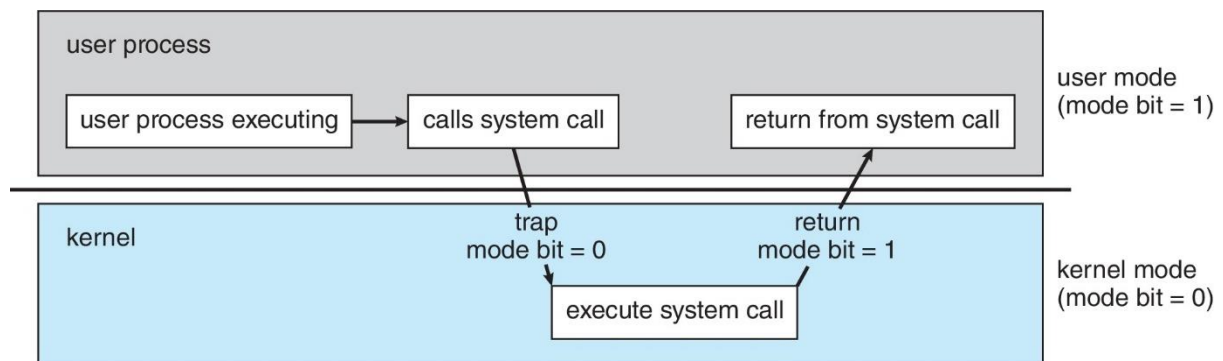 user process
user process executing
calls system call
return from system call
user mode
(mode bit = 1)
kernel
trap
mode bit = 0
return
mode bit = 1
execute system call
kernel mode
(mode bit = 0)